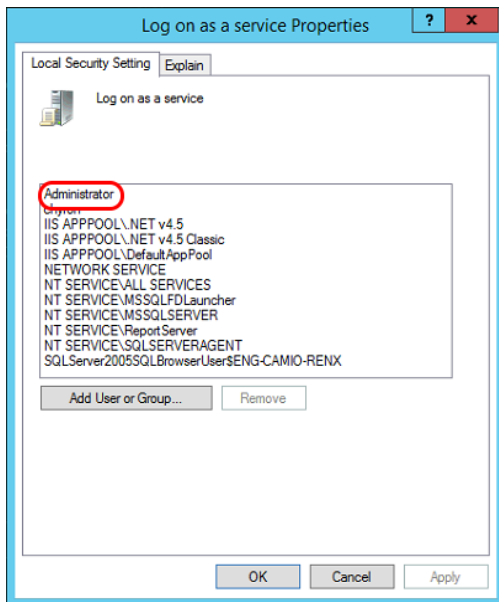 Log on as a service Properties
? x
Local Security Setting
Explain
Log on as a service
Administrator
chyron
IIS APPPOOL\.NET v4.5
IIS APPPOOL\.NET v4.5 Classic
IIS APPPOOL\DefaultAppPool
NETWORK SERVICE
NT SERVICE\ALL SERVICES
NT SERVICE\MSSQLFDLauncher
NT SERVICE\MSSQLSERVER
NT SERVICE\ReportServer
NT SERVICE\SQLSERVERAGENT
SQLServer2005SQLBrowserUser$ENG-CAMIO-RENX
Add User or Group...
Remove
OK
Cancel
Apply